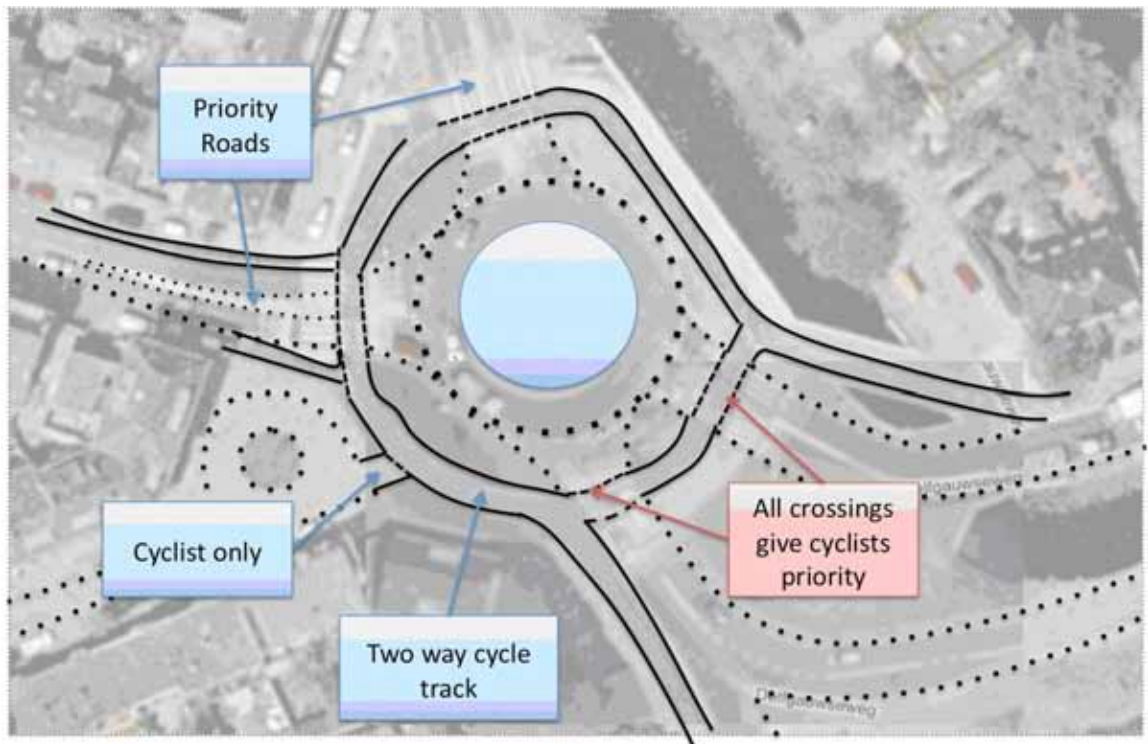 Priority
Roads
Cyclist only
Two way cycle
track
All crossings
give cyclists
priority